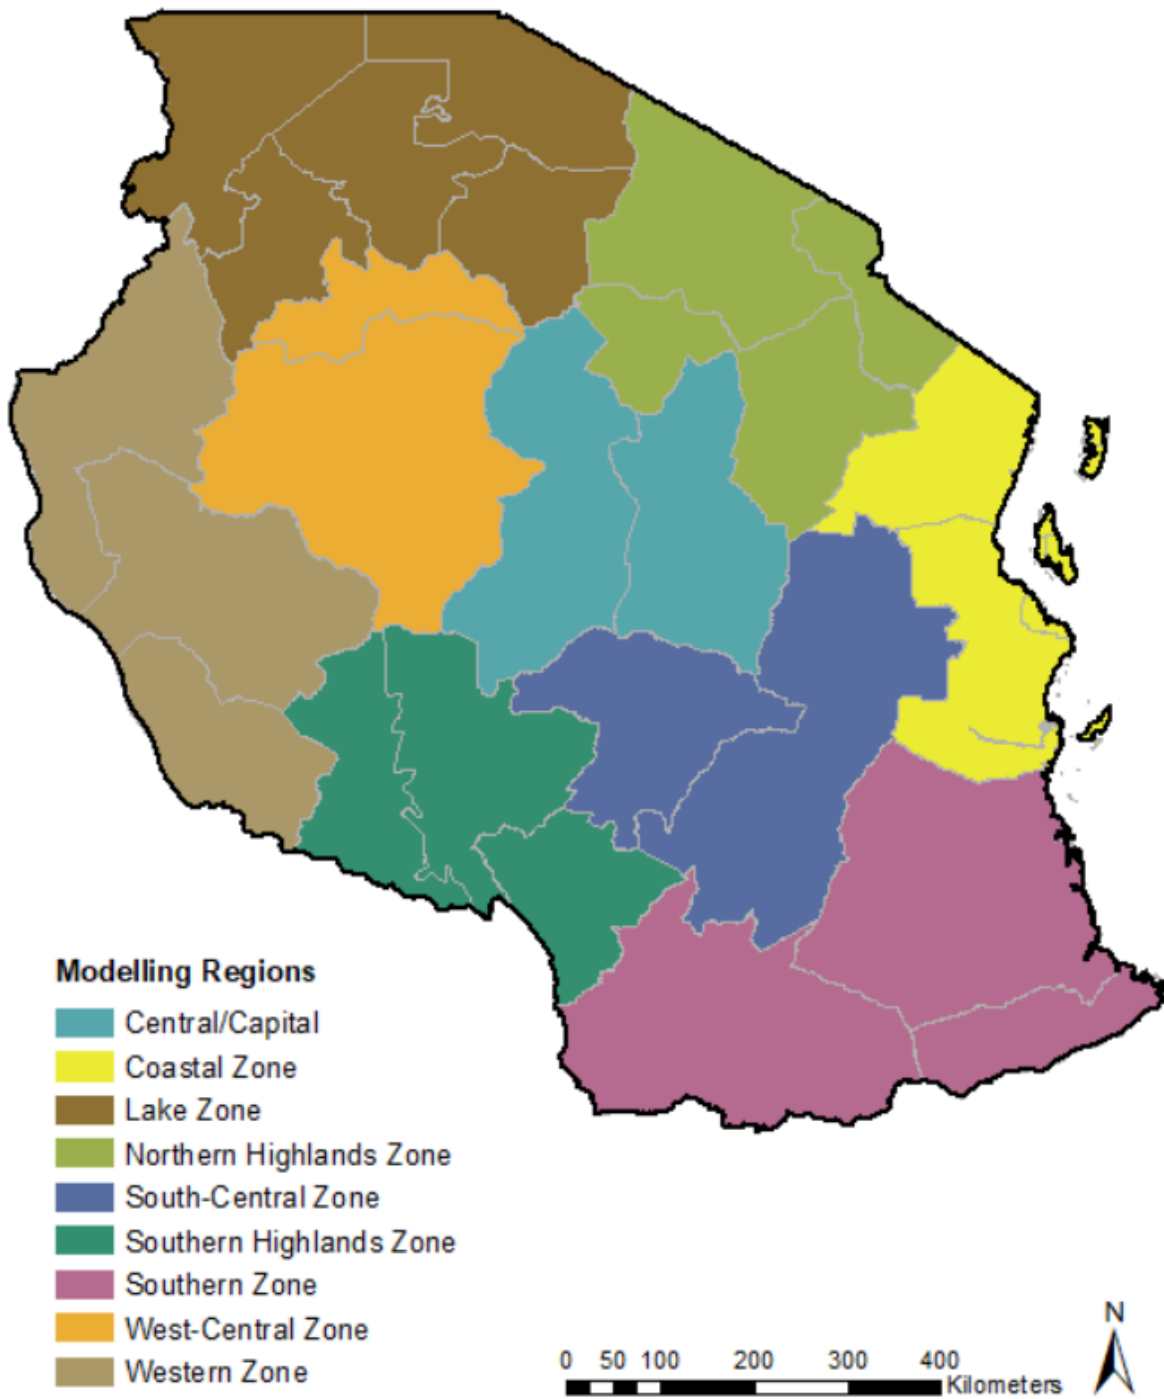 Modelling Regions
Central/Capital
Coastal Zone
Lake Zone
Northern Highlands Zone
South-Central Zone
Southern Highlands Zone
Southern Zone
West-Central Zone
Western Zone
N
0 50 100 200 300 400
Kilometers